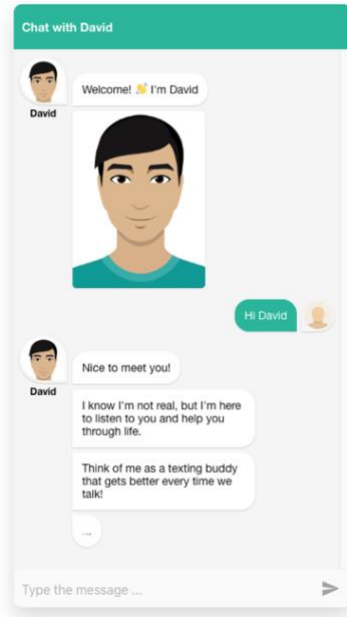 Chat with David
Welcome! 👋 I'm David
David
Hi David
Nice to meet you!
David
I know I'm not real, but I'm here
to listen to you and help you
through life.
Think of me as a texting buddy
that gets better every time we
talk!
...
Type the message ...